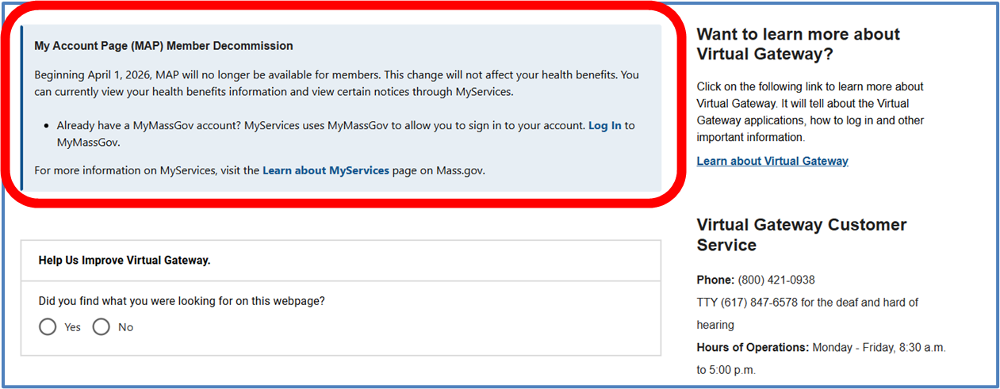 My Account Page (MAP) Member Decommission
Beginning April 1, 2026, MAP will no longer be available for members. This change will not affect your health benefits. You
can currently view your health benefits information and view certain notices through MyServices.
• Already have a MyMassGov account? MyServices uses MyMassGov to allow you to sign in to your account. Log In to
MyMassGov.
For more information on MyServices, visit the Learn about MyServices page on Mass.gov.
Help Us Improve Virtual Gateway.
Did you find what you were looking for on this webpage?
Yes No
Want to learn more about
Virtual Gateway?
Click on the following link to learn more about
Virtual Gateway. It will tell about the Virtual
Gateway applications, how to log in and other
important information.
Learn about Virtual Gateway
Virtual Gateway Customer
Service
Phone: (800) 421-0938
TTY (617) 847-6578 for the deaf and hard of
hearing
Hours of Operations: Monday - Friday, 8:30 a.m.
to 5:00 p.m.